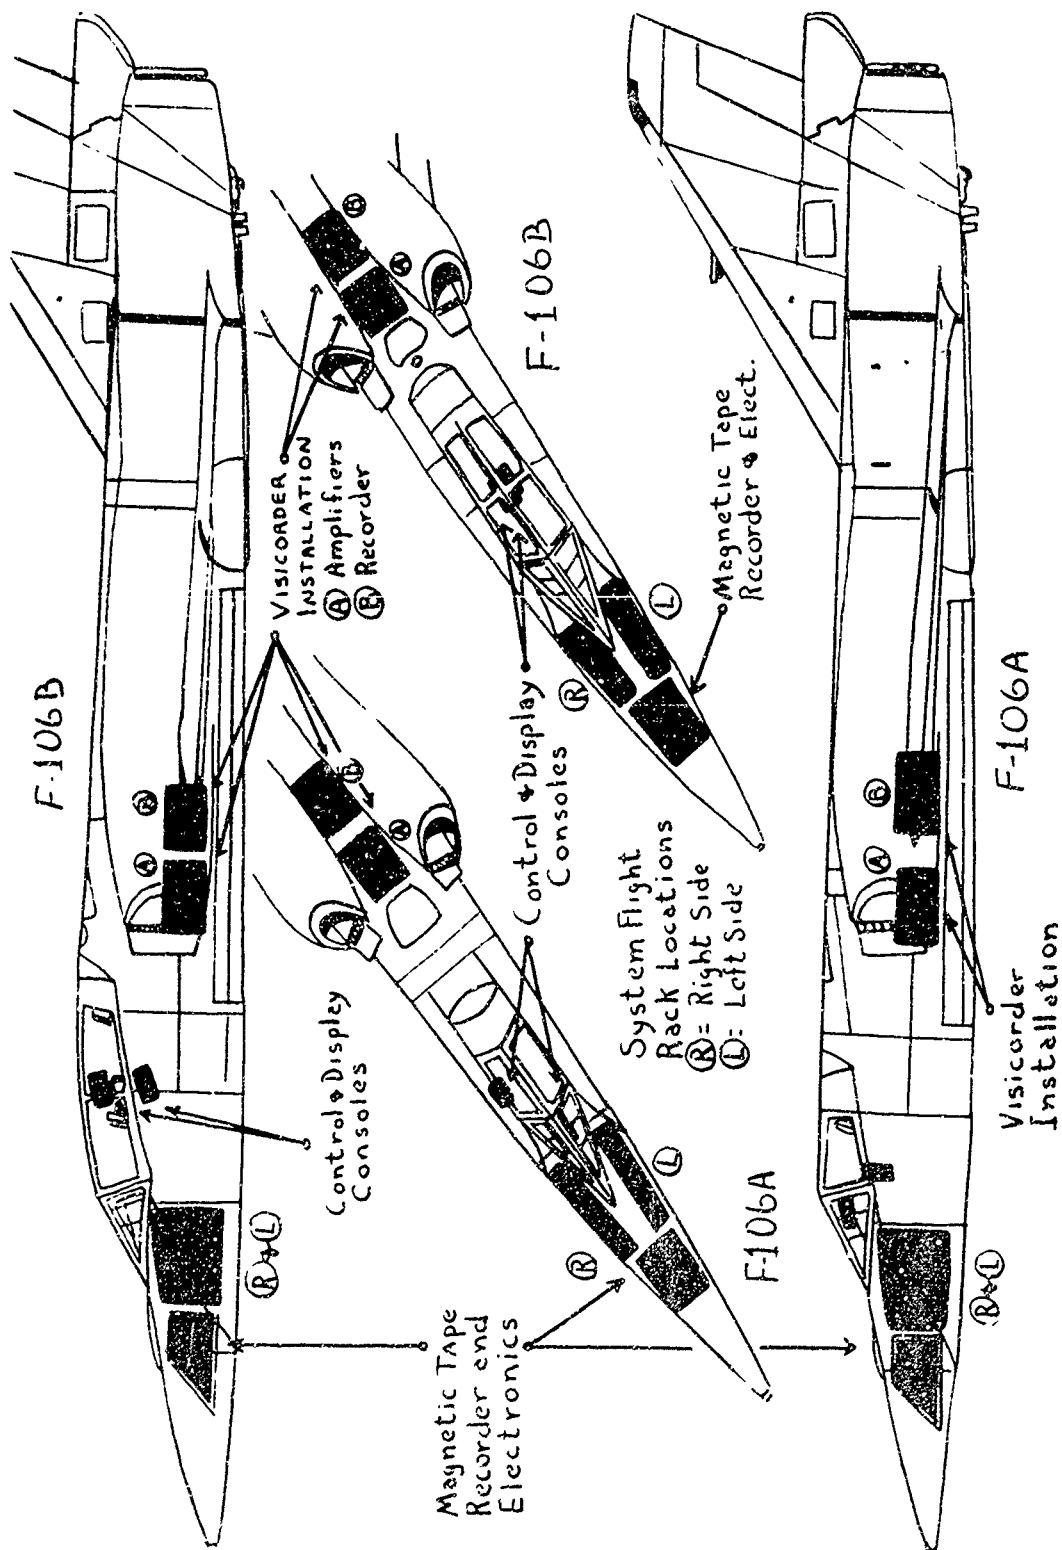 F-106B
Ⓐ
Ⓑ
Ⓡ&Ⓛ
Control & Display
Consoles
VISICORDER
INSTALLATION
Ⓐ Amplifiers
Ⓑ Recorder
Magnetic TAPE
Recorder and
Electronics
Ⓡ
Ⓛ
Ⓐ
Ⓑ
F-106A
Control & Display
Consoles
Ⓡ
Ⓛ
Ⓐ
Ⓑ
F-106B
Magnetic Tape
Recorder & Elect.
System Flight
Rack Locations
Ⓡ = Right Side
Ⓛ = Left Side
Ⓡ&Ⓛ
Ⓐ
Ⓑ
F-106A
Visicorder
Installation